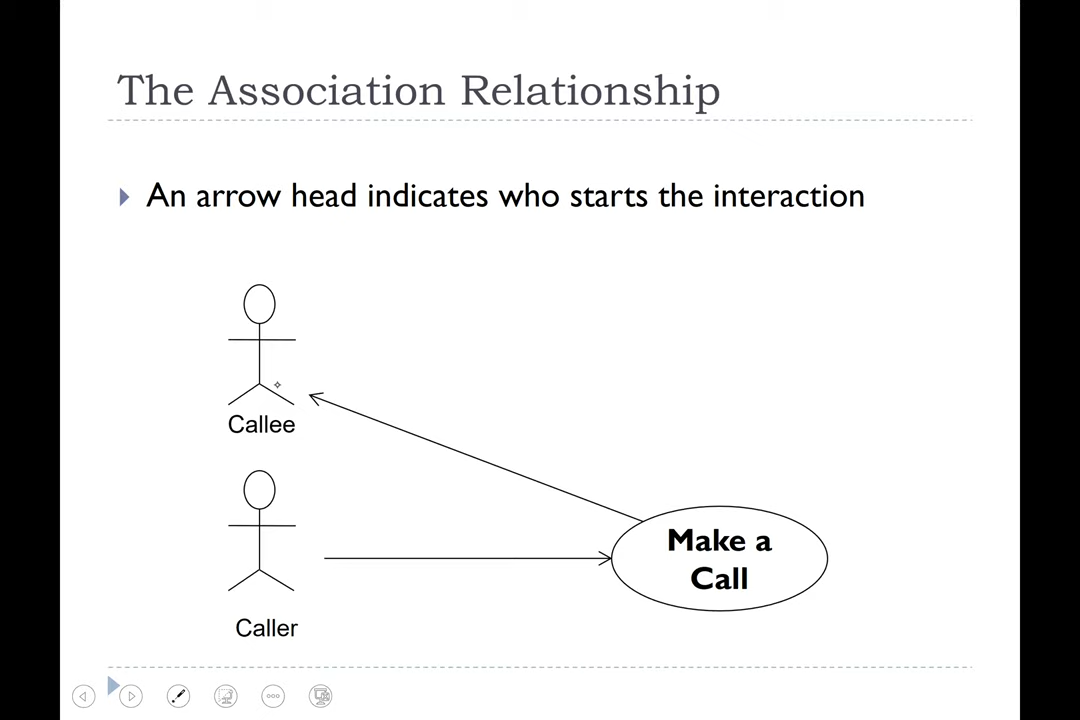 The Association Relationship
An arrow head indicates who starts the interaction
Callee
Make a
Call
Caller